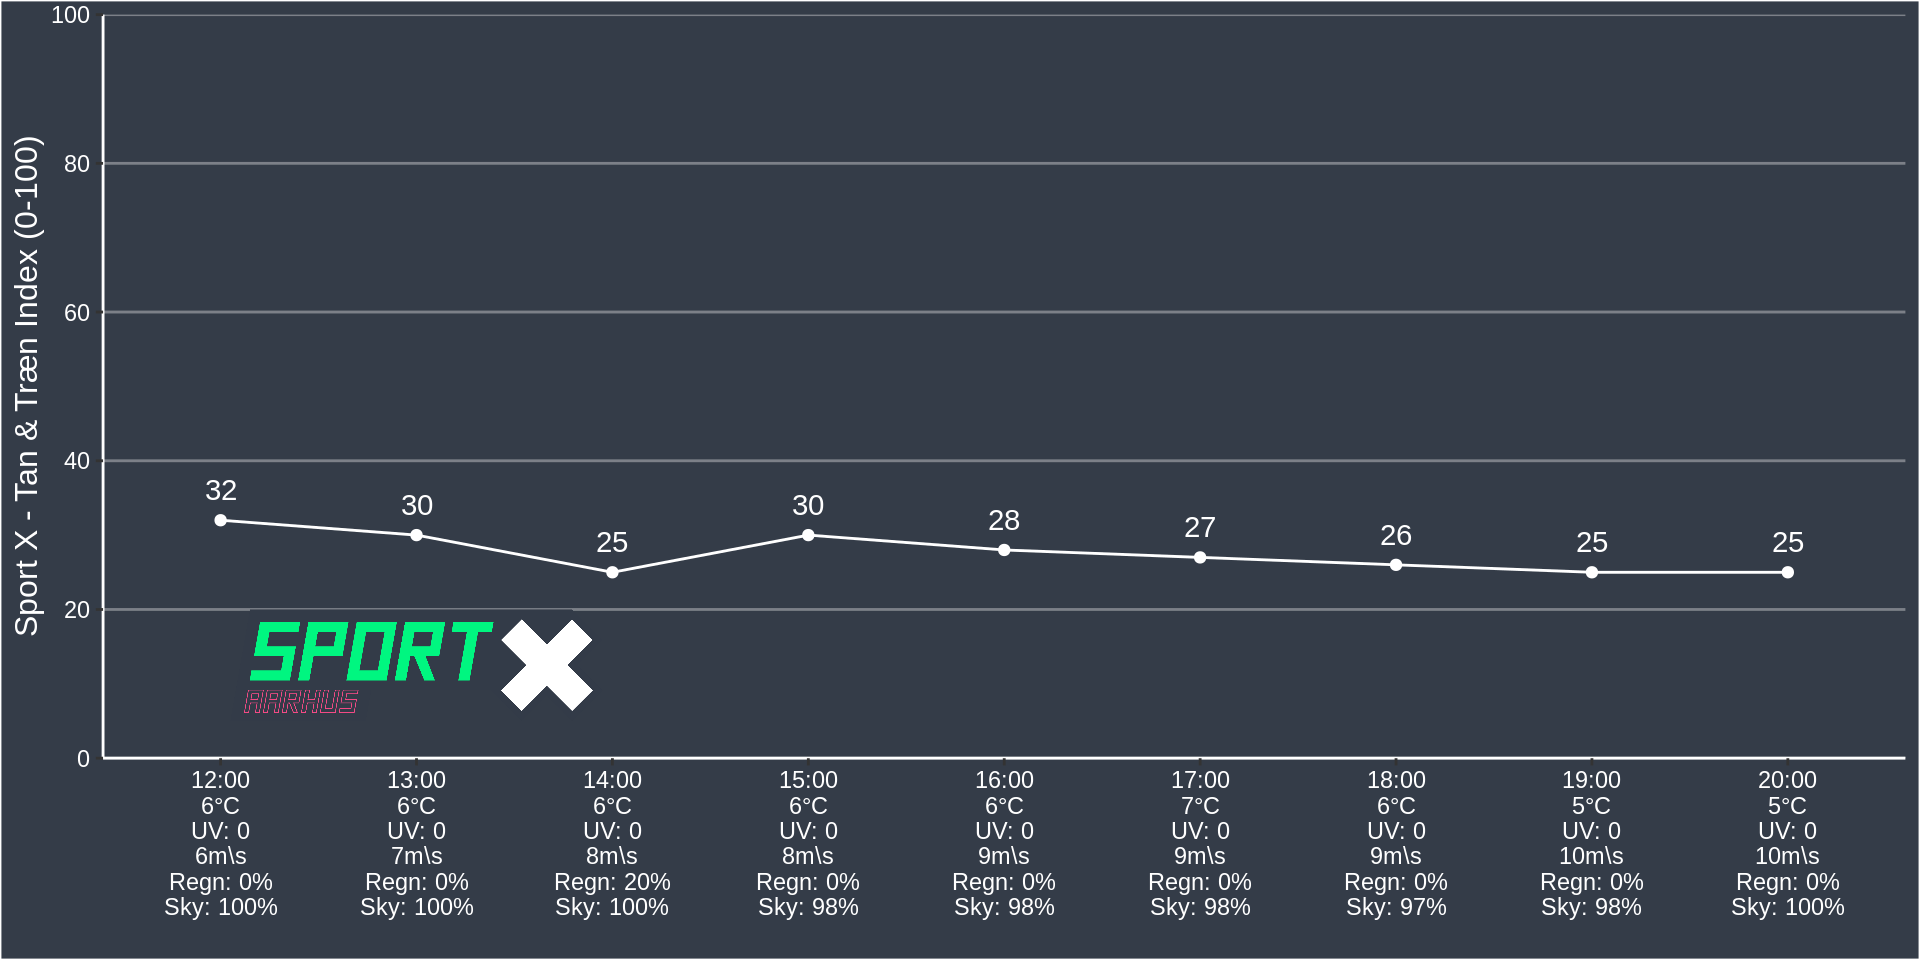 Sport X - Tan & Træn Index (0-100)
100
80
60
40
20
0
32
30
25
30
28
27
26
25
25
SPORT X
AARHUS
12:00 13:00 14:00 15:00 16:00 17:00 18:00 19:00 20:00
6°C 6°C 6°C 6°C 6°C 7°C 6°C 5°C 5°C
UV: 0 UV: 0 UV: 0 UV: 0 UV: 0 UV: 0 UV: 0 UV: 0 UV: 0
6m\s 7m\s 8m\s 8m\s 9m\s 9m\s 9m\s 10m\s 10m\s
Regn: 0% Regn: 0% Regn: 20% Regn: 0% Regn: 0% Regn: 0% Regn: 0% Regn: 0% Regn: 0%
Sky: 100% Sky: 100% Sky: 100% Sky: 98% Sky: 98% Sky: 98% Sky: 97% Sky: 98% Sky: 100%